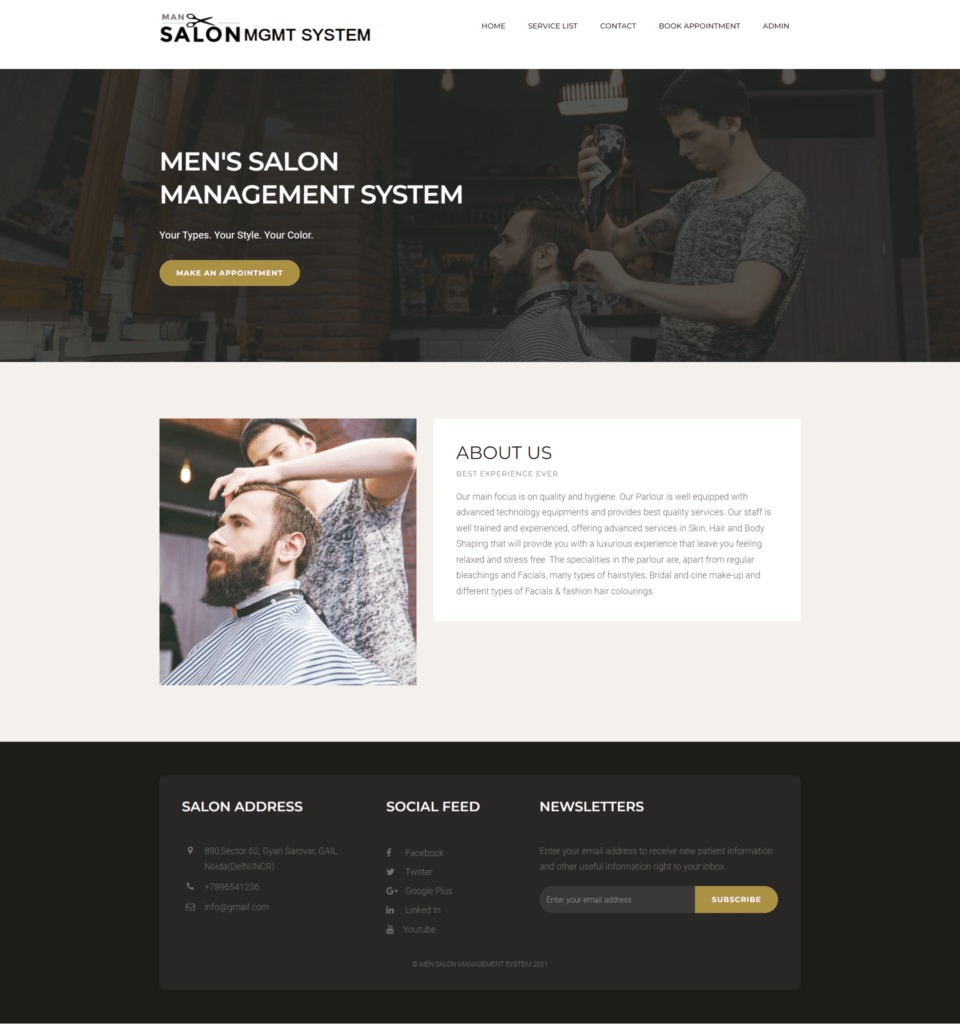 MAN
SALON MGMT SYSTEM
HOME
SERVICE LIST
CONTACT
BOOK APPOINTMENT
ADMIN
MEN'S SALON
MANAGEMENT SYSTEM
Your Types. Your Style. Your Color.
MAKE AN APPOINTMENT
ABOUT US
BEST EXPERIENCE EVER
Our main focus is on quality and hygiene. Our Parlour is well equipped with
advanced technology equipments and provides best quality services. Our staff is
well trained and experienced, offering advanced services in Skin, Hair and Body
Shaping that will provide you with a luxurious experience that leave you feeling
relaxed and stress free. The specialities in the parlour are, apart from regular
bleachings and Facials, many types of hairstyles, Bridal and cine make-up and
different types of Facials & fashion hair colourings.
SALON ADDRESS
890,Sector 62, Gyan Sarovar, GAIL
Noida(Delhi/NCR)
+7896541236
info@gmail.com
SOCIAL FEED
Facebook
Twitter
Google Plus
Linked In
Youtube
NEWSLETTERS
Enter your email address to receive new patient information
and other useful information right to your inbox.
Enter your email address
SUBSCRIBE
© MEN SALON MANAGEMENT SYSTEM 2021